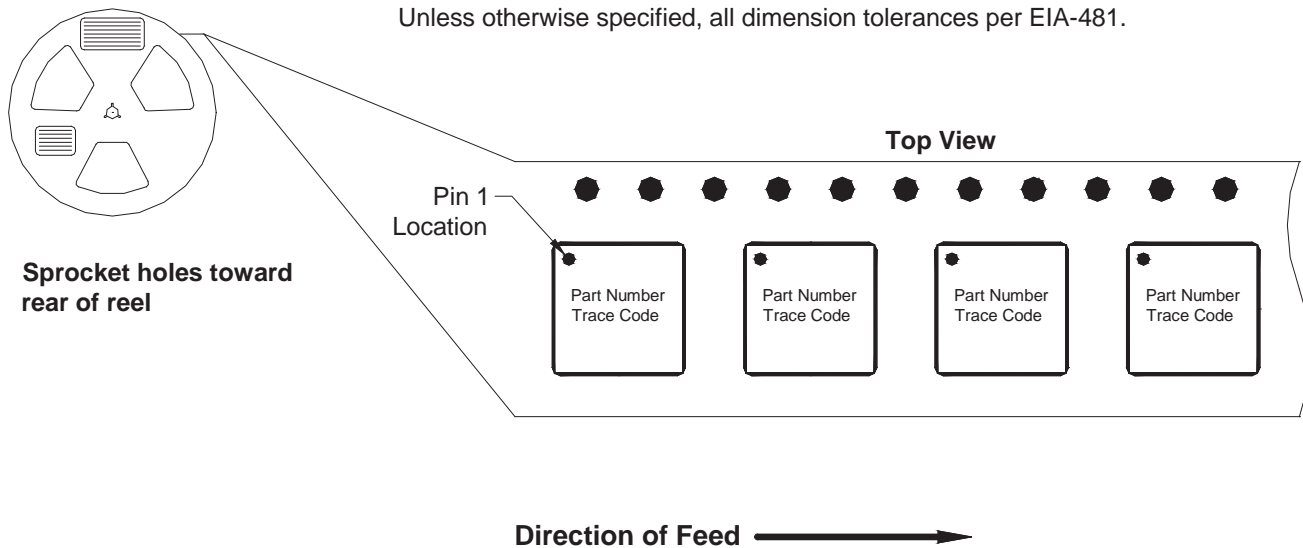 Unless otherwise specified, all dimension tolerances per EIA-481.
Top View
Pin 1
Location
Sprocket holes toward
rear of reel
Part Number
Trace Code
Part Number
Trace Code
Part Number
Trace Code
Part Number
Trace Code
Direction of Feed